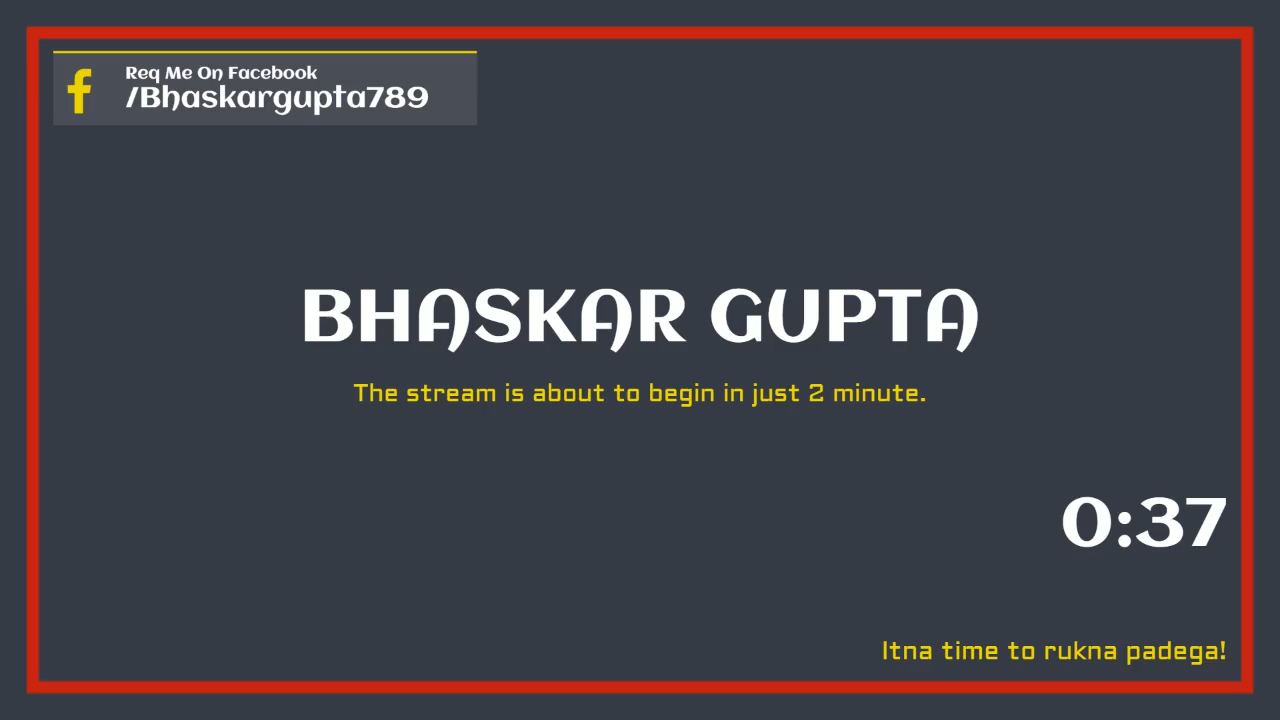 Req Me On Facebook
/Bhaskargupta789
BHASKAR GUPTA
The stream is about to begin in just 2 minute.
0:37
Itna time to rukna padega!